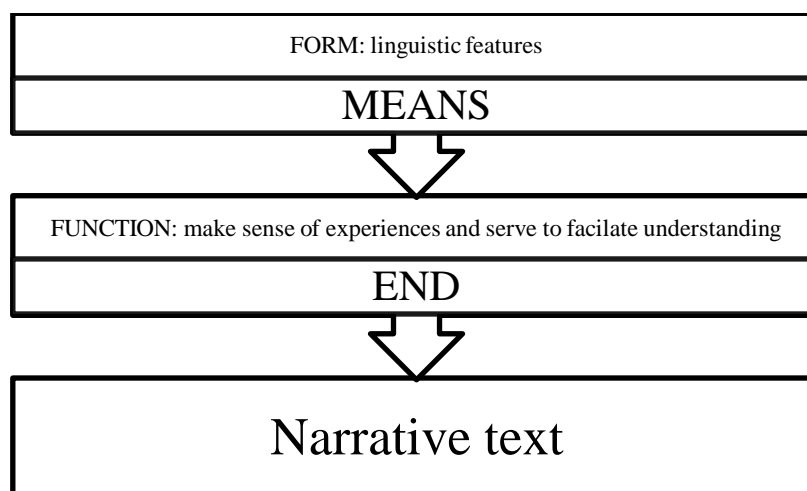 FORM: linguistic features
MEANS
FUNCTION: make sense of experiences and serve to facilate understanding
END
Narrative text